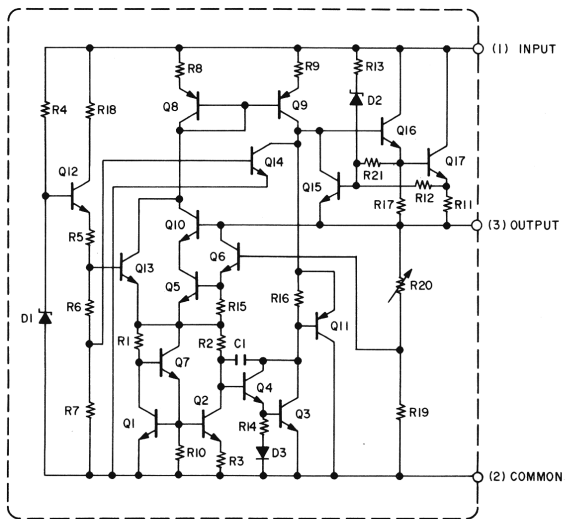 (1) INPUT
R8
R9
R13
R4
R18
D2
Q8
Q9
Q16
Q12
Q14
Q17
R21
Q15
R12
R11
R17
R5
Q10
(3) OUTPUT
Q6
Q13
Q5
R20
R6
R15
R16
Q11
D1
R1
R2
C1
Q7
Q4
R7
Q2
Q3
R19
Q1
R14
R10
R3
D3
(2) COMMON